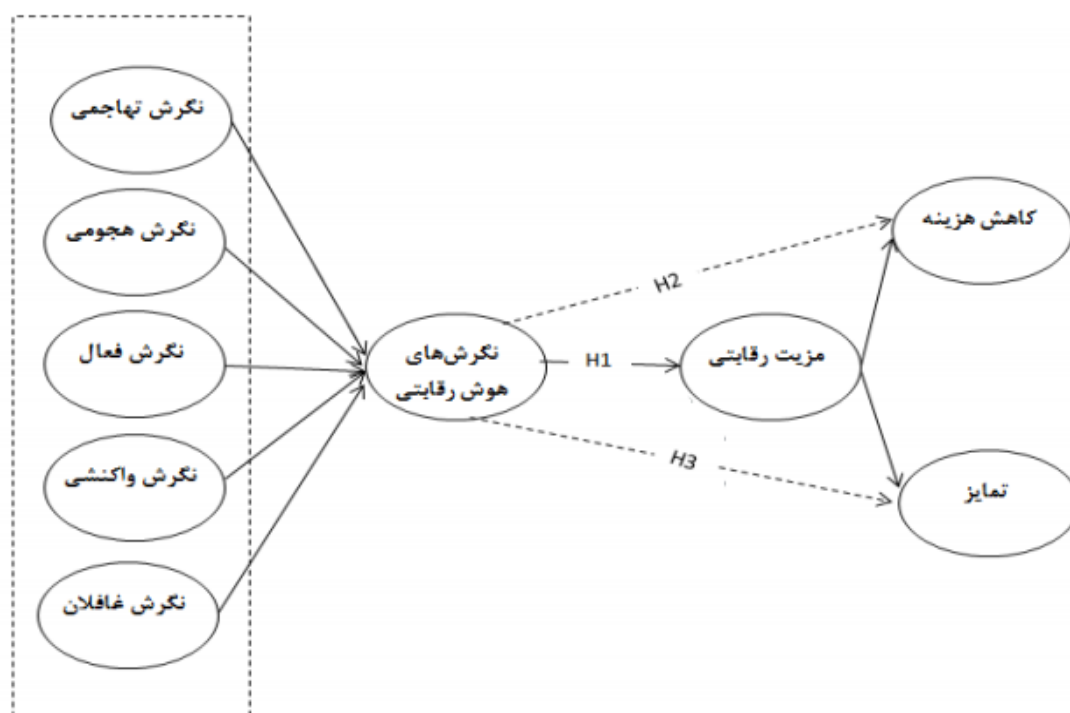 نگرش تهاجمی
نگرش هجومی
نگرش فعال
نگرش واکنشی
نگرش غافلان
نگرش‌های
هوش رقابتی
H2
H1
H3
مزیت رقابتی
کاهش هزینه
تمایز